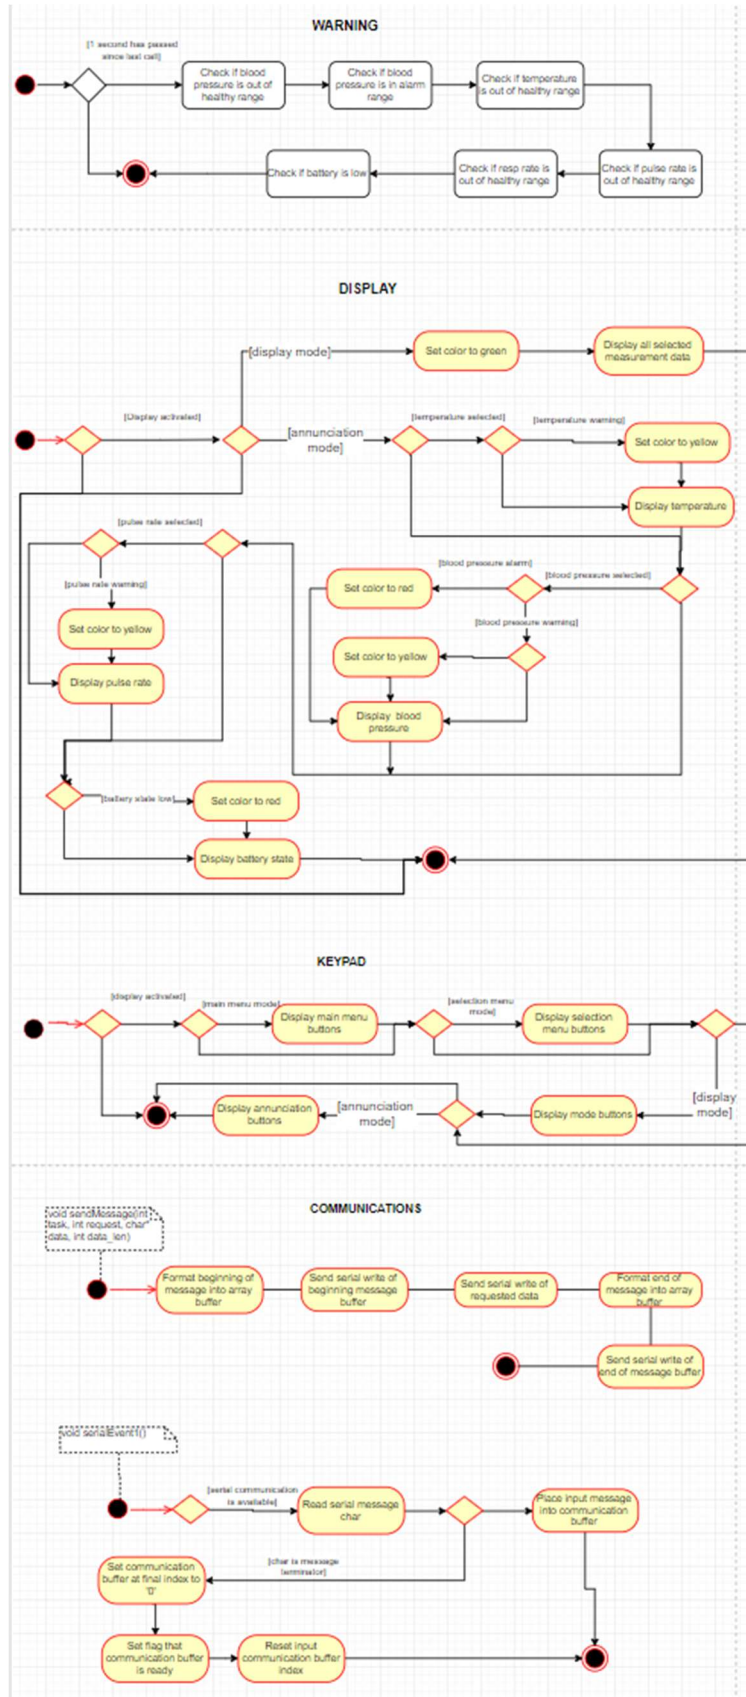 WARNING
[1 second has passed
since last call]
Check if blood
pressure is out of
healthy range
Check if blood
pressure is in alarm
range
Check if temperature
is out of healthy range
Check if battery is low
Check if resp rate is
out of healthy range
Check if pulse rate is
out of healthy range
DISPLAY
[display mode]
Set color to green
Display all selected
measurement data
[Display activated]
[annunciation
mode]
[temperature selected]
[temperature warning]
Set color to yellow
Display temperature
[pulse rate selected]
[pulse rate warning]
Set color to yellow
Display pulse rate
[blood pressure alarm]
[blood pressure selected]
Set color to red
[blood pressure warning]
Set color to yellow
Display blood
pressure
[battery state low]
Set color to red
Display battery state
KEYPAD
[display activated]
[main menu mode]
Display main menu
buttons
[selection menu
mode]
Display selection
menu buttons
[display
mode]
Display mode buttons
[annunciation
mode]
Display annunciation
buttons
COMMUNICATIONS
void sendMessage(int
task, int request, char*
data, int data_len)
Format beginning of
message into array
buffer
Send serial write of
beginning message
buffer
Send serial write of
requested data
Format end of
message into array
buffer
Send serial write of
end of message buffer
void serialEvent1()
[serial communication
is available]
Read serial message
char
Place input message
into communication
buffer
[char is message
terminator]
Set communication
buffer at final index to
'0'
Set flag that
communication buffer
is ready
Reset input
communication buffer
index